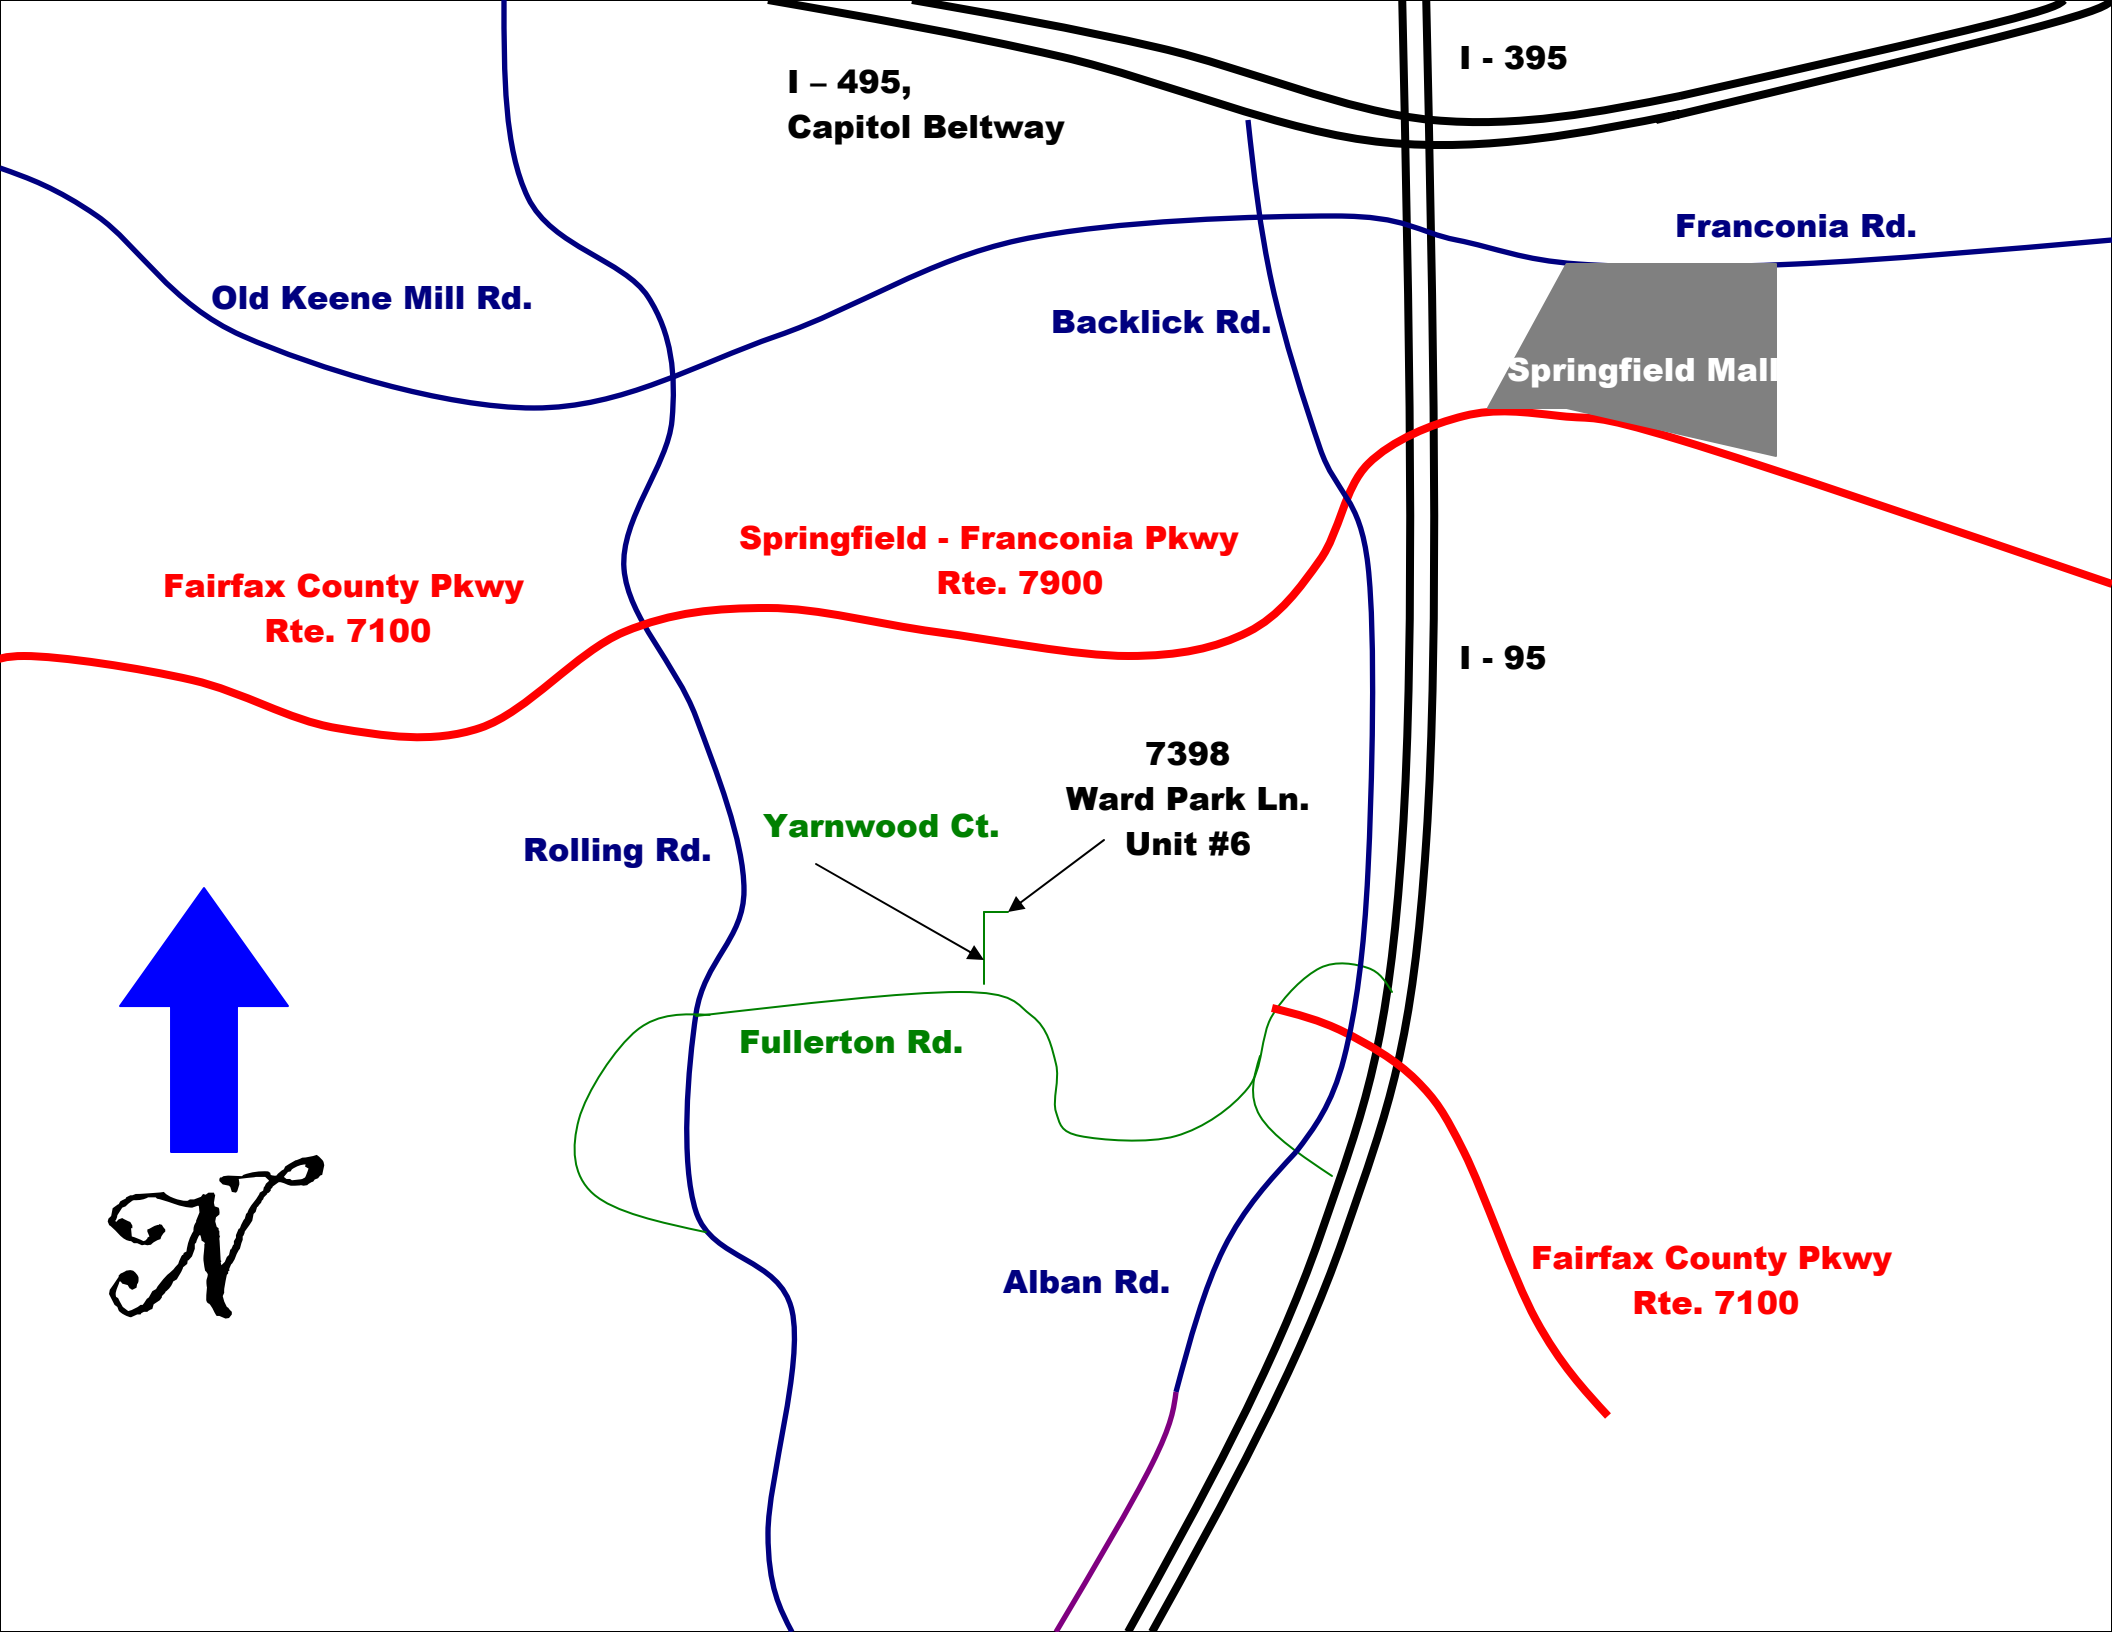 I - 395
I – 495,
Capitol Beltway
Franconia Rd.
Old Keene Mill Rd.
Backlick Rd.
Springfield Mall
Springfield - Franconia Pkwy
Rte. 7900
Fairfax County Pkwy
Rte. 7100
I - 95
7398
Ward Park Ln.
Unit #6
Yarnwood Ct.
Rolling Rd.
Fullerton Rd.
N
Alban Rd.
Fairfax County Pkwy
Rte. 7100